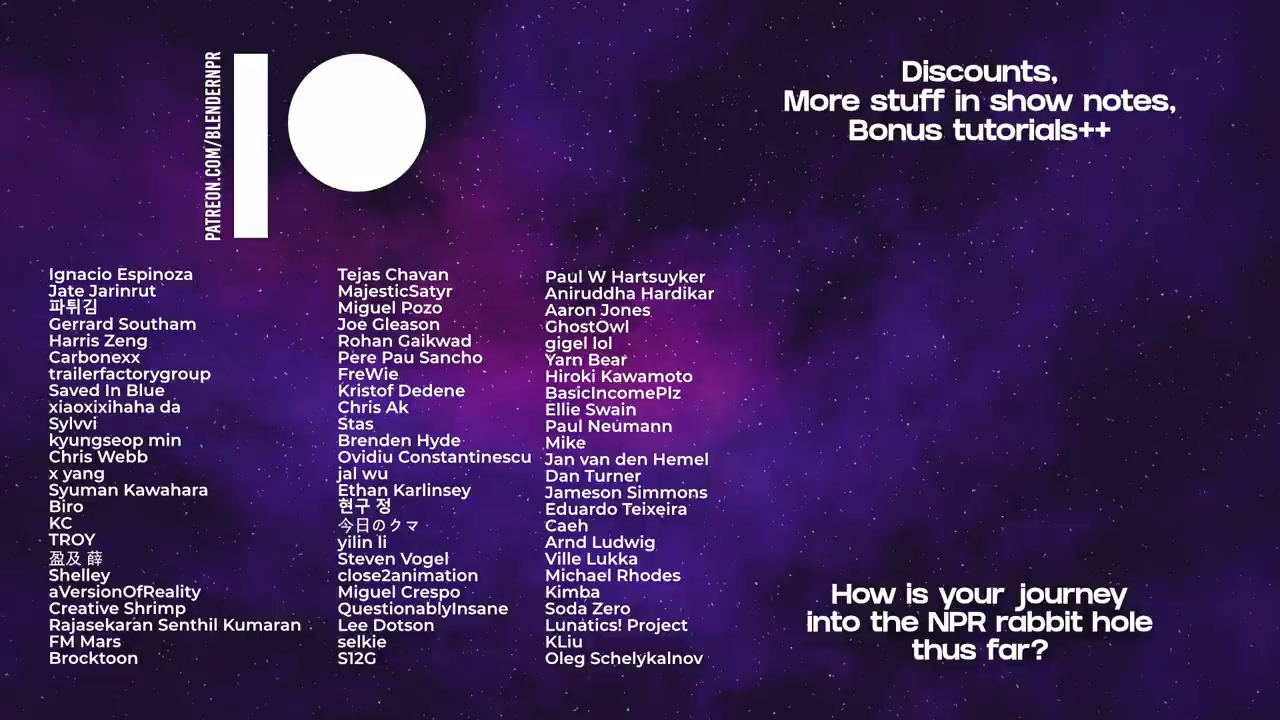 PATREON.COM/BLENDERNPR
Discounts,
More stuff in show notes,
Bonus tutorials++
Ignacio Espinoza
Jate Jarinrut
파튀김
Gerrard Southam
Harris Zeng
Carbonexx
trailerfactorygroup
Saved In Blue
xiaoxixihaha da
Sylvvi
kyungseop min
Chris Webb
x yang
Syuman Kawahara
Biro
KC
TROY
盈及 薛
Shelley
aVersionOfReality
Creative Shrimp
Rajasekaran Senthil Kumaran
FM Mars
Brocktoon
Tejas Chavan
MajesticSatyr
Miguel Pozo
Joe Gleason
Rohan Gaikwad
Pere Pau Sancho
FreWie
Kristof Dedene
Chris Ak
Stas
Brenden Hyde
Ovidiu Constantinescu
jal wu
Ethan Karlinsey
현구 정
今日のクマ
yilin li
Steven Vogel
close2animation
Miguel Crespo
QuestionablyInsane
Lee Dotson
selkie
S12G
Paul W Hartsuyker
Aniruddha Hardikar
Aaron Jones
GhostOwl
gigel lol
Yarn Bear
Hiroki Kawamoto
BasicIncomePlz
Ellie Swain
Paul Neumann
Mike
Jan van den Hemel
Dan Turner
Jameson Simmons
Eduardo Teixeira
Caeh
Arnd Ludwig
Ville Lukka
Michael Rhodes
Kimba
Soda Zero
Lunatics! Project
KLiu
Oleg Schelykalnov
How is your journey
into the NPR rabbit hole
thus far?